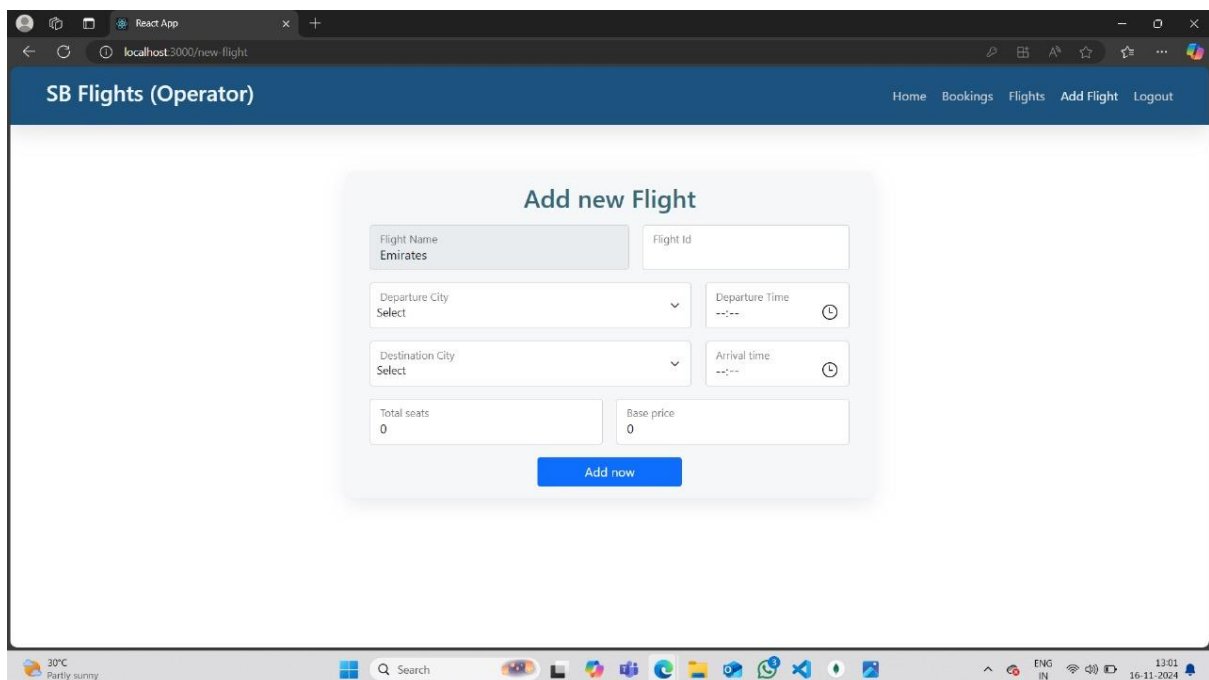 React App
localhost:3000/new-flight
SB Flights (Operator)
Home Bookings Flights Add Flight Logout
Add new Flight
Flight Name
Emirates
Flight Id
Departure City
Select
Departure Time
--:--
Destination City
Select
Arrival time
--:--
Total seats
0
Base price
0
Add now
30°C
Partly sunny
Search
3
ENG
IN
13:01
16-11-2024